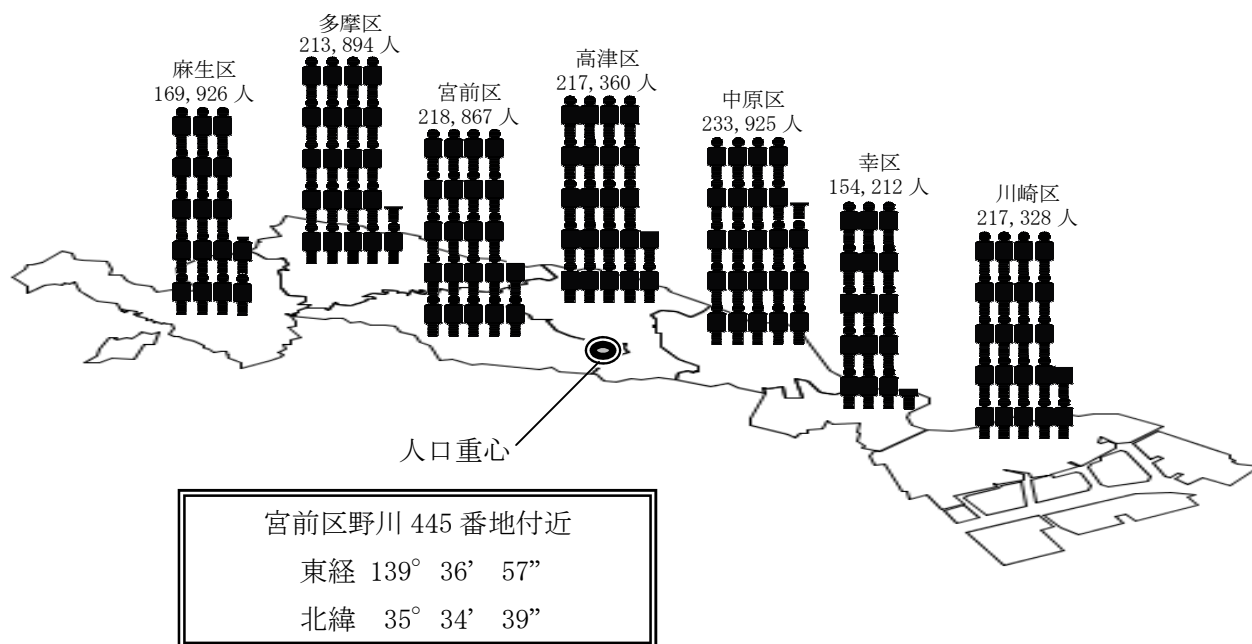 多摩区
213,894 人
麻生区
169,926 人
宮前区
218,867 人
高津区
217,360 人
中原区
233,925 人
幸区
154,212 人
川崎区
217,328 人
人口重心
宮前区野川 445 番地付近
東経 139° 36’ 57”
北緯 35° 34’ 39”